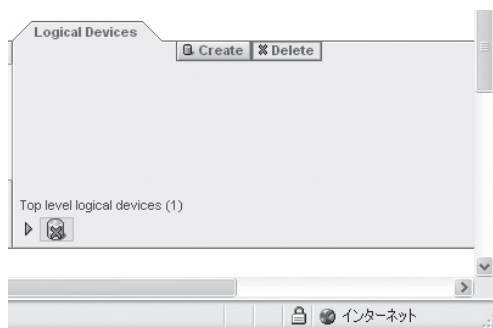 Logical Devices
Create Delete
Top level logical devices (1)
インターネット